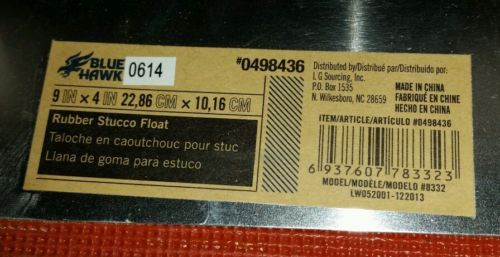 BLUE HAWK
0614
#0498436
9 IN x 4 IN 22,86 CM x 10,16 CM
Rubber Stucco Float
Taloche en caoutchouc pour stuc
Llana de goma para estuco
Distributed by/Distribué par/Distribuido por:
L G Sourcing, Inc.
P.O. Box 1535
N. Wilkesboro, NC 28659
MADE IN CHINA
FABRIQUÉ EN CHINE
HECHO EN CHINA
ITEM/ARTICLE/ARTÍCULO #0498436
6 937607 783323
MODEL/MODÈLE/MODELO #8332
LW052001-122013